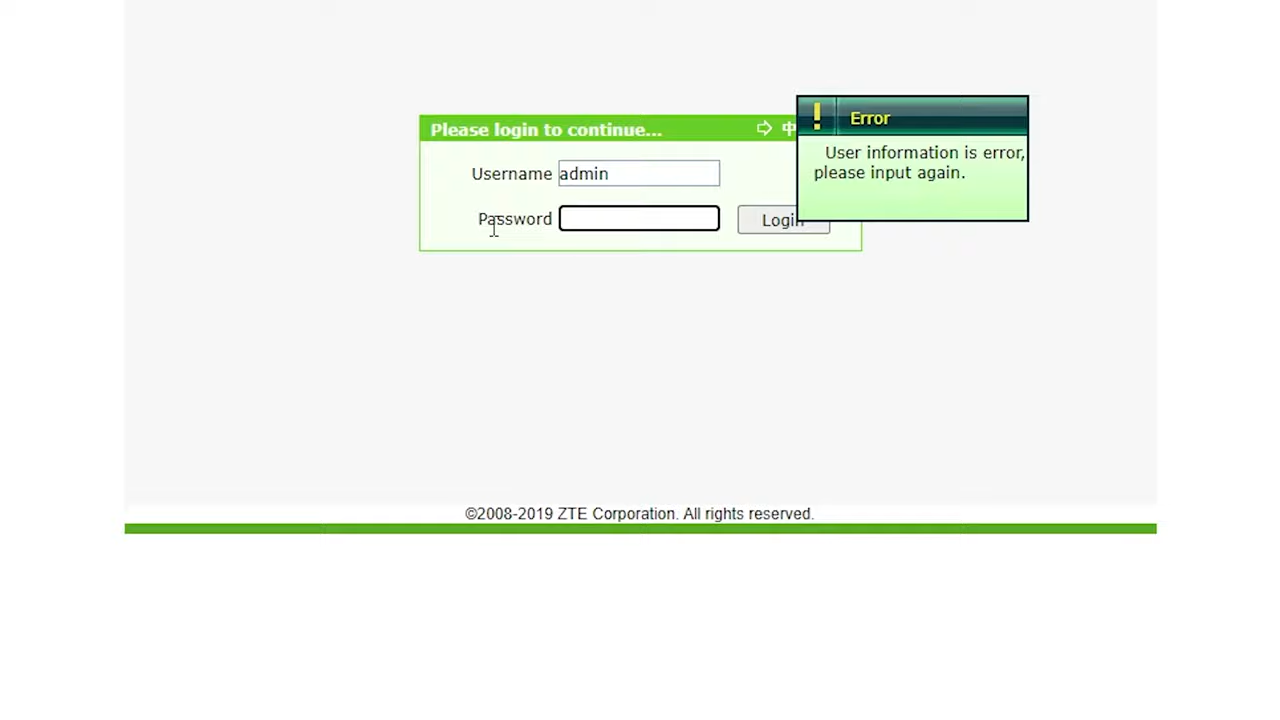 Please login to continue...
Error
User information is error,
please input again.
Username admin
Password
Login
©2008-2019 ZTE Corporation. All rights reserved.